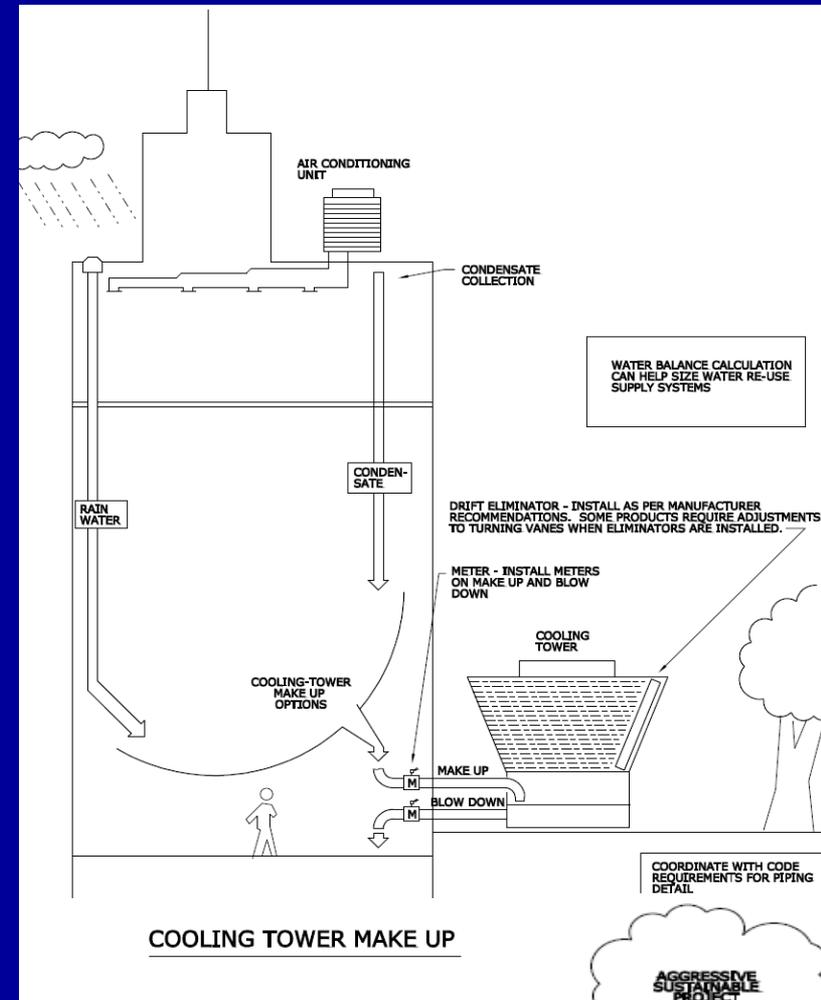 AIR CONDITIONING
UNIT
CONDENSATE
COLLECTION
WATER BALANCE CALCULATION
CAN HELP SIZE WATER RE-USE
SUPPLY SYSTEMS
CONDEN-
SATE
RAIN
WATER
DRIFT ELIMINATOR - INSTALL AS PER MANUFACTURER
RECOMMENDATIONS. SOME PRODUCTS REQUIRE ADJUSTMENTS
TO TURNING VANES WHEN ELIMINATORS ARE INSTALLED.
METER - INSTALL METERS
ON MAKE UP AND BLOW
DOWN
COOLING
TOWER
COOLING-TOWER
MAKE UP
OPTIONS
MAKE UP
M
BLOW DOWN
M
COORDINATE WITH CODE
REQUIREMENTS FOR PIPING
DETAIL
COOLING TOWER MAKE UP
AGGRESSIVE
SUSTAINABLE
PROJECT